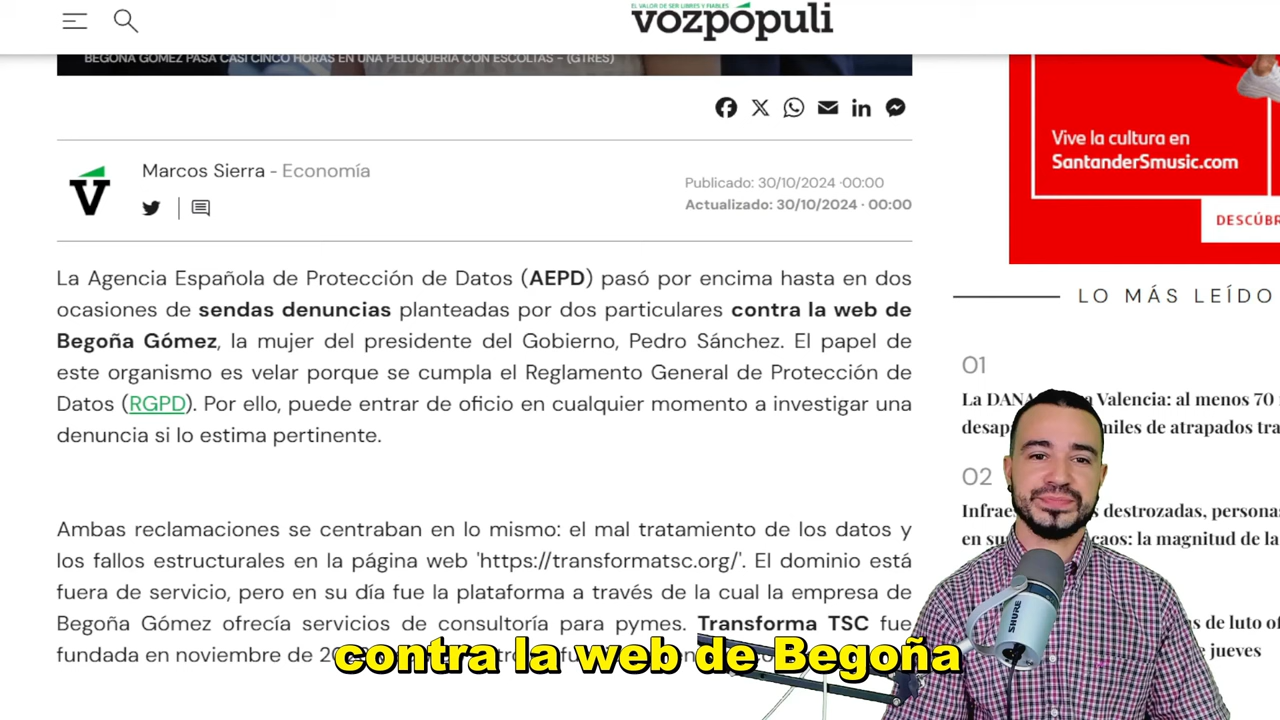 EL VALOR DE SER LIBRES Y FIABLES
vozpópuli
BEGOÑA GÓMEZ PASA CASI CINCO HORAS EN UNA PELUQUERÍA CON ESCOLTAS - (GTRES)
Marcos Sierra - Economía
Publicado: 30/10/2024 ·00:00
Actualizado: 30/10/2024 · 00:00
La Agencia Española de Protección de Datos (AEPD) pasó por encima hasta en dos
ocasiones de sendas denuncias planteadas por dos particulares contra la web de
Begoña Gómez, la mujer del presidente del Gobierno, Pedro Sánchez. El papel de
este organismo es velar porque se cumpla el Reglamento General de Protección de
Datos (RGPD). Por ello, puede entrar de oficio en cualquier momento a investigar una
denuncia si lo estima pertinente.
Ambas reclamaciones se centraban en lo mismo: el mal tratamiento de los datos y
los fallos estructurales en la página web 'https://transformatsc.org/'. El dominio está
fuera de servicio, pero en su día fue la plataforma a través de la cual la empresa de
Begoña Gómez ofrecía servicios de consultoría para pymes. Transforma TSC fue
fundada en noviembre de
contra la web de Begoña
Vive la cultura en
SantanderSmusic.com
DESCÚBR
LO MÁS LEÍDO
01
La DANA Valencia: al menos 70
desap miles de atrapados tra
02
Infrae s destrozadas, persona
en su caos: la magnitud de la
s de luto of
e jueves
SHURE